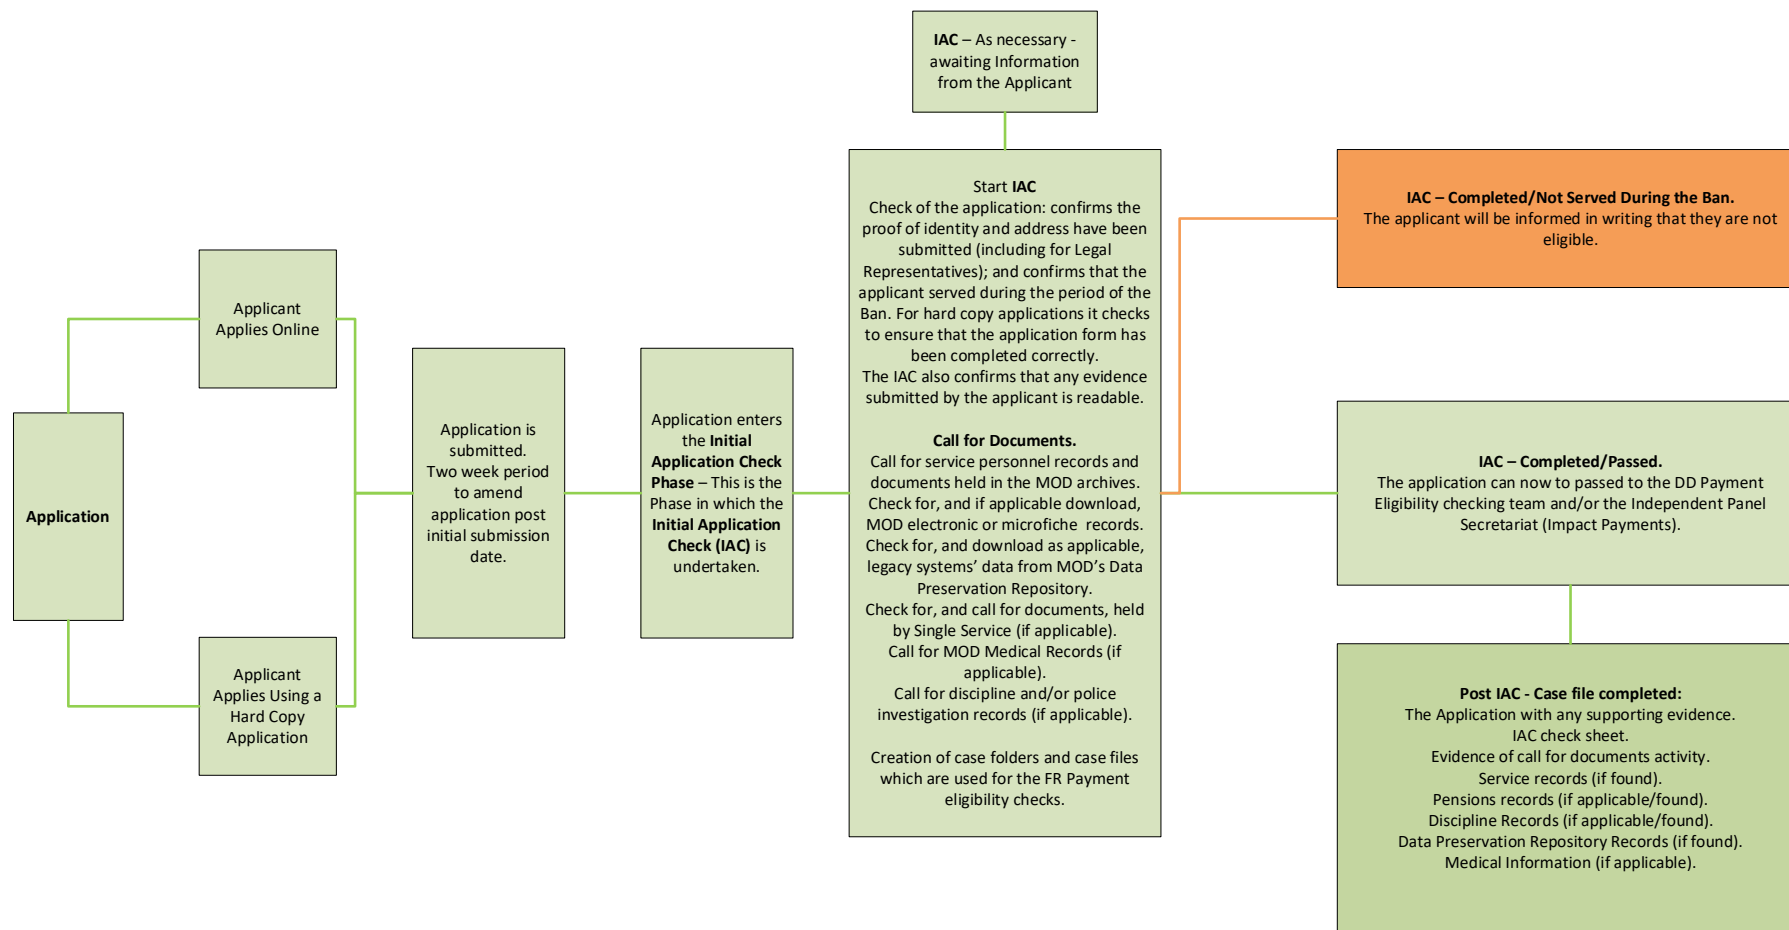 Application
Applicant
Applies Online
Applicant
Applies Using a
Hard Copy
Application
Application is
submitted.
Two week period
to amend
application post
initial submission
date.
Application enters
the Initial
Application Check
Phase – This is the
Phase in which the
Initial Application
Check (IAC) is
undertaken.
IAC – As necessary -
awaiting Information
from the Applicant
Start IAC
Check of the application: confirms the
proof of identity and address have been
submitted (including for Legal
Representatives); and confirms that the
applicant served during the period of the
Ban. For hard copy applications it checks
to ensure that the application form has
been completed correctly.
The IAC also confirms that any evidence
submitted by the applicant is readable.
Call for Documents.
Call for service personnel records and
documents held in the MOD archives.
Check for, and if applicable download,
MOD electronic or microfiche records.
Check for, and download as applicable,
legacy systems’ data from MOD’s Data
Preservation Repository.
Check for, and call for documents, held
by Single Service (if applicable).
Call for MOD Medical Records (if
applicable).
Call for discipline and/or police
investigation records (if applicable).
Creation of case folders and case files
which are used for the FR Payment
eligibility checks.
IAC – Completed/Not Served During the Ban.
The applicant will be informed in writing that they are not
eligible.
IAC – Completed/Passed.
The application can now to passed to the DD Payment
Eligibility checking team and/or the Independent Panel
Secretariat (Impact Payments).
Post IAC - Case file completed:
The Application with any supporting evidence.
IAC check sheet.
Evidence of call for documents activity.
Service records (if found).
Pensions records (if applicable/found).
Discipline Records (if applicable/found).
Data Preservation Repository Records (if found).
Medical Information (if applicable).